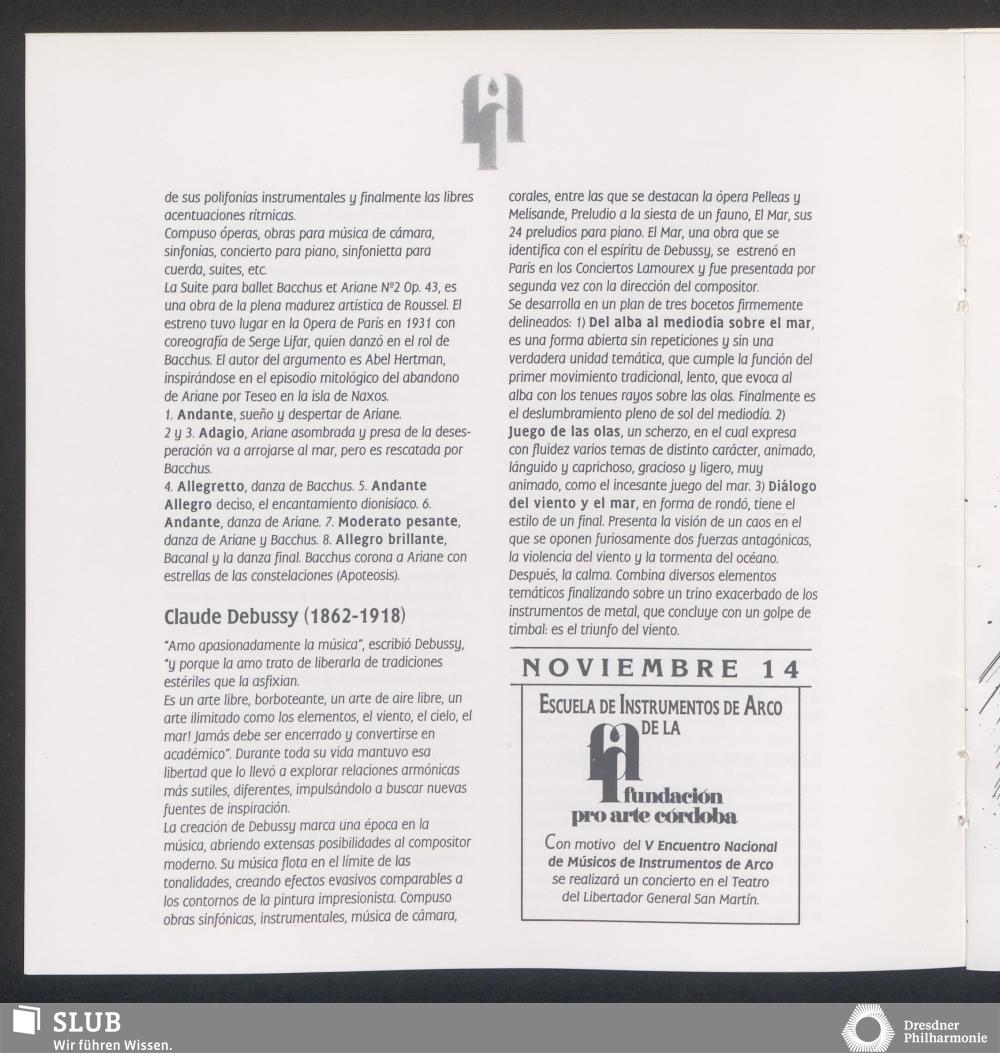 de sus polifonías instrumentales y finalmente las libres
acentuaciones rítmicas.
Compuso óperas, obras para música de cámara,
sinfonías, concierto para piano, sinfonietta para
cuerda, suites, etc.
La Suite para ballet Bacchus et Ariane Nº2 Op. 43, es
una obra de la plena madurez artística de Roussel. El
estreno tuvo lugar en la Opera de París en 1931 con
coreografía de Serge Lifar, quien danzó en el rol de
Bacchus. El autor del argumento es Abel Hertman,
inspirándose en el episodio mitológico del abandono
de Ariane por Teseo en la isla de Naxos.
1. Andante, sueño y despertar de Ariane.
2 y 3. Adagio, Ariane asombrada y presa de la deses-
peración va a arrojarse al mar, pero es rescatada por
Bacchus.
4. Allegretto, danza de Bacchus. 5. Andante
Allegro deciso, el encantamiento dionisíaco. 6.
Andante, danza de Ariane. 7. Moderato pesante,
danza de Ariane y Bacchus. 8. Allegro brillante,
Bacanal y la danza final. Bacchus corona a Ariane con
estrellas de las constelaciones (Apoteosis).
Claude Debussy (1862-1918)
"Amo apasionadamente la música", escribió Debussy,
"y porque la amo trato de liberarla de tradiciones
estériles que la asfixian.
Es un arte libre, borboteante, un arte de aire libre, un
arte ilimitado como los elementos, el viento, el cielo, el
mar! Jamás debe ser encerrado y convertirse en
académico". Durante toda su vida mantuvo esa
libertad que lo llevó a explorar relaciones armónicas
más sutiles, diferentes, impulsándolo a buscar nuevas
fuentes de inspiración.
La creación de Debussy marca una época en la
música, abriendo extensas posibilidades al compositor
moderno. Su música flota en el límite de las
tonalidades, creando efectos evasivos comparables a
los contornos de la pintura impresionista. Compuso
obras sinfónicas, instrumentales, música de cámara,
corales, entre las que se destacan la ópera Pelleas y
Melisande, Preludio a la siesta de un fauno, El Mar, sus
24 preludios para piano. El Mar, una obra que se
identifica con el espíritu de Debussy, se estrenó en
París en los Conciertos Lamourex y fue presentada por
segunda vez con la dirección del compositor.
Se desarrolla en un plan de tres bocetos firmemente
delineados: 1) Del alba al mediodía sobre el mar,
es una forma abierta sin repeticiones y sin una
verdadera unidad temática, que cumple la función del
primer movimiento tradicional, lento, que evoca al
alba con los tenues rayos sobre las olas. Finalmente es
el deslumbramiento pleno de sol del mediodía. 2)
Juego de las olas, un scherzo, en el cual expresa
con fluidez varios temas de distinto carácter, animado,
lánguido y caprichoso, gracioso y ligero, muy
animado, como el incesante juego del mar. 3) Diálogo
del viento y el mar, en forma de rondó, tiene el
estilo de un final. Presenta la visión de un caos en el
que se oponen furiosamente dos fuerzas antagónicas,
la violencia del viento y la tormenta del océano.
Después, la calma. Combina diversos elementos
temáticos finalizando sobre un trino exacerbado de los
instrumentos de metal, que concluye con un golpe de
timbal: es el triunfo del viento.
NOVIEMBRE 14
ESCUELA DE INSTRUMENTOS DE ARCO
DE LA
fundación
pro arte córdoba
Con motivo del V Encuentro Nacional
de Músicos de Instrumentos de Arco
se realizará un concierto en el Teatro
del Libertador General San Martín.
SLUB
Wir führen Wissen.
Dresdner
Philharmonie